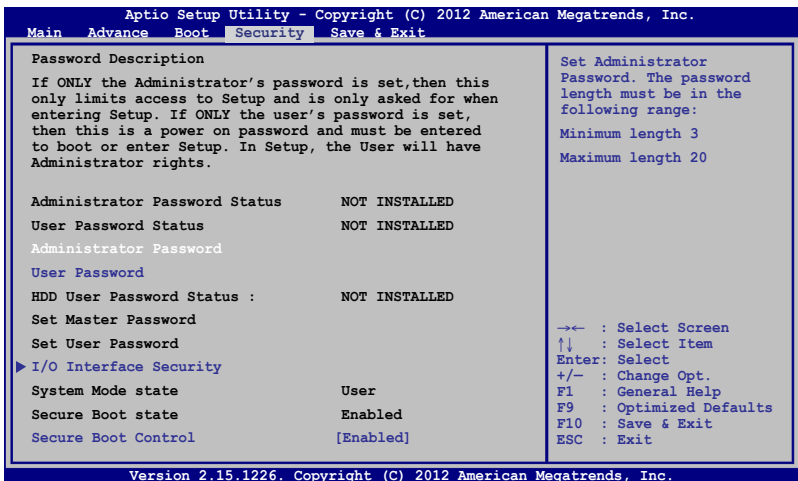 Aptio Setup Utility - Copyright (C) 2012 American Megatrends, Inc.
Main Advance Boot Security Save & Exit
Password Description
If ONLY the Administrator's password is set,then this
only limits access to Setup and is only asked for when
entering Setup. If ONLY the user's password is set,
then this is a power on password and must be entered
to boot or enter Setup. In Setup, the User will have
Administrator rights.
Administrator Password Status NOT INSTALLED
User Password Status NOT INSTALLED
Administrator Password
User Password
HDD User Password Status : NOT INSTALLED
Set Master Password
Set User Password
I/O Interface Security
System Mode state User
Secure Boot state Enabled
Secure Boot Control [Enabled]
Set Administrator
Password. The password
length must be in the
following range:
Minimum length 3
Maximum length 20
→← : Select Screen
↑↓ : Select Item
Enter: Select
+/— : Change Opt.
F1 : General Help
F9 : Optimized Defaults
F10 : Save & Exit
ESC : Exit
Version 2.15.1226. Copyright (C) 2012 American Megatrends, Inc.